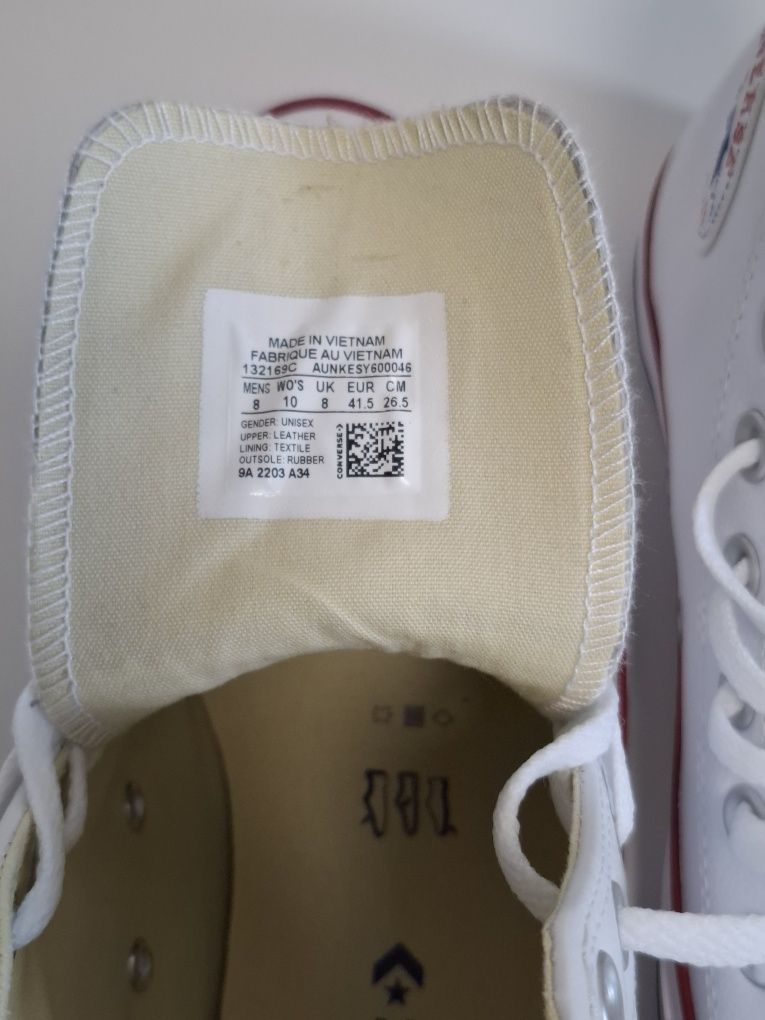 MADE IN VIETNAM
FABRIQUE AU VIETNAM
132169C AUNKESY600046
MENS WO'S UK EUR CM
8 10 8 41.5 26.5
GENDER: UNISEX
UPPER: LEATHER
LINING: TEXTILE
OUTSOLE: RUBBER
9A 2203 A34
CONVERSE